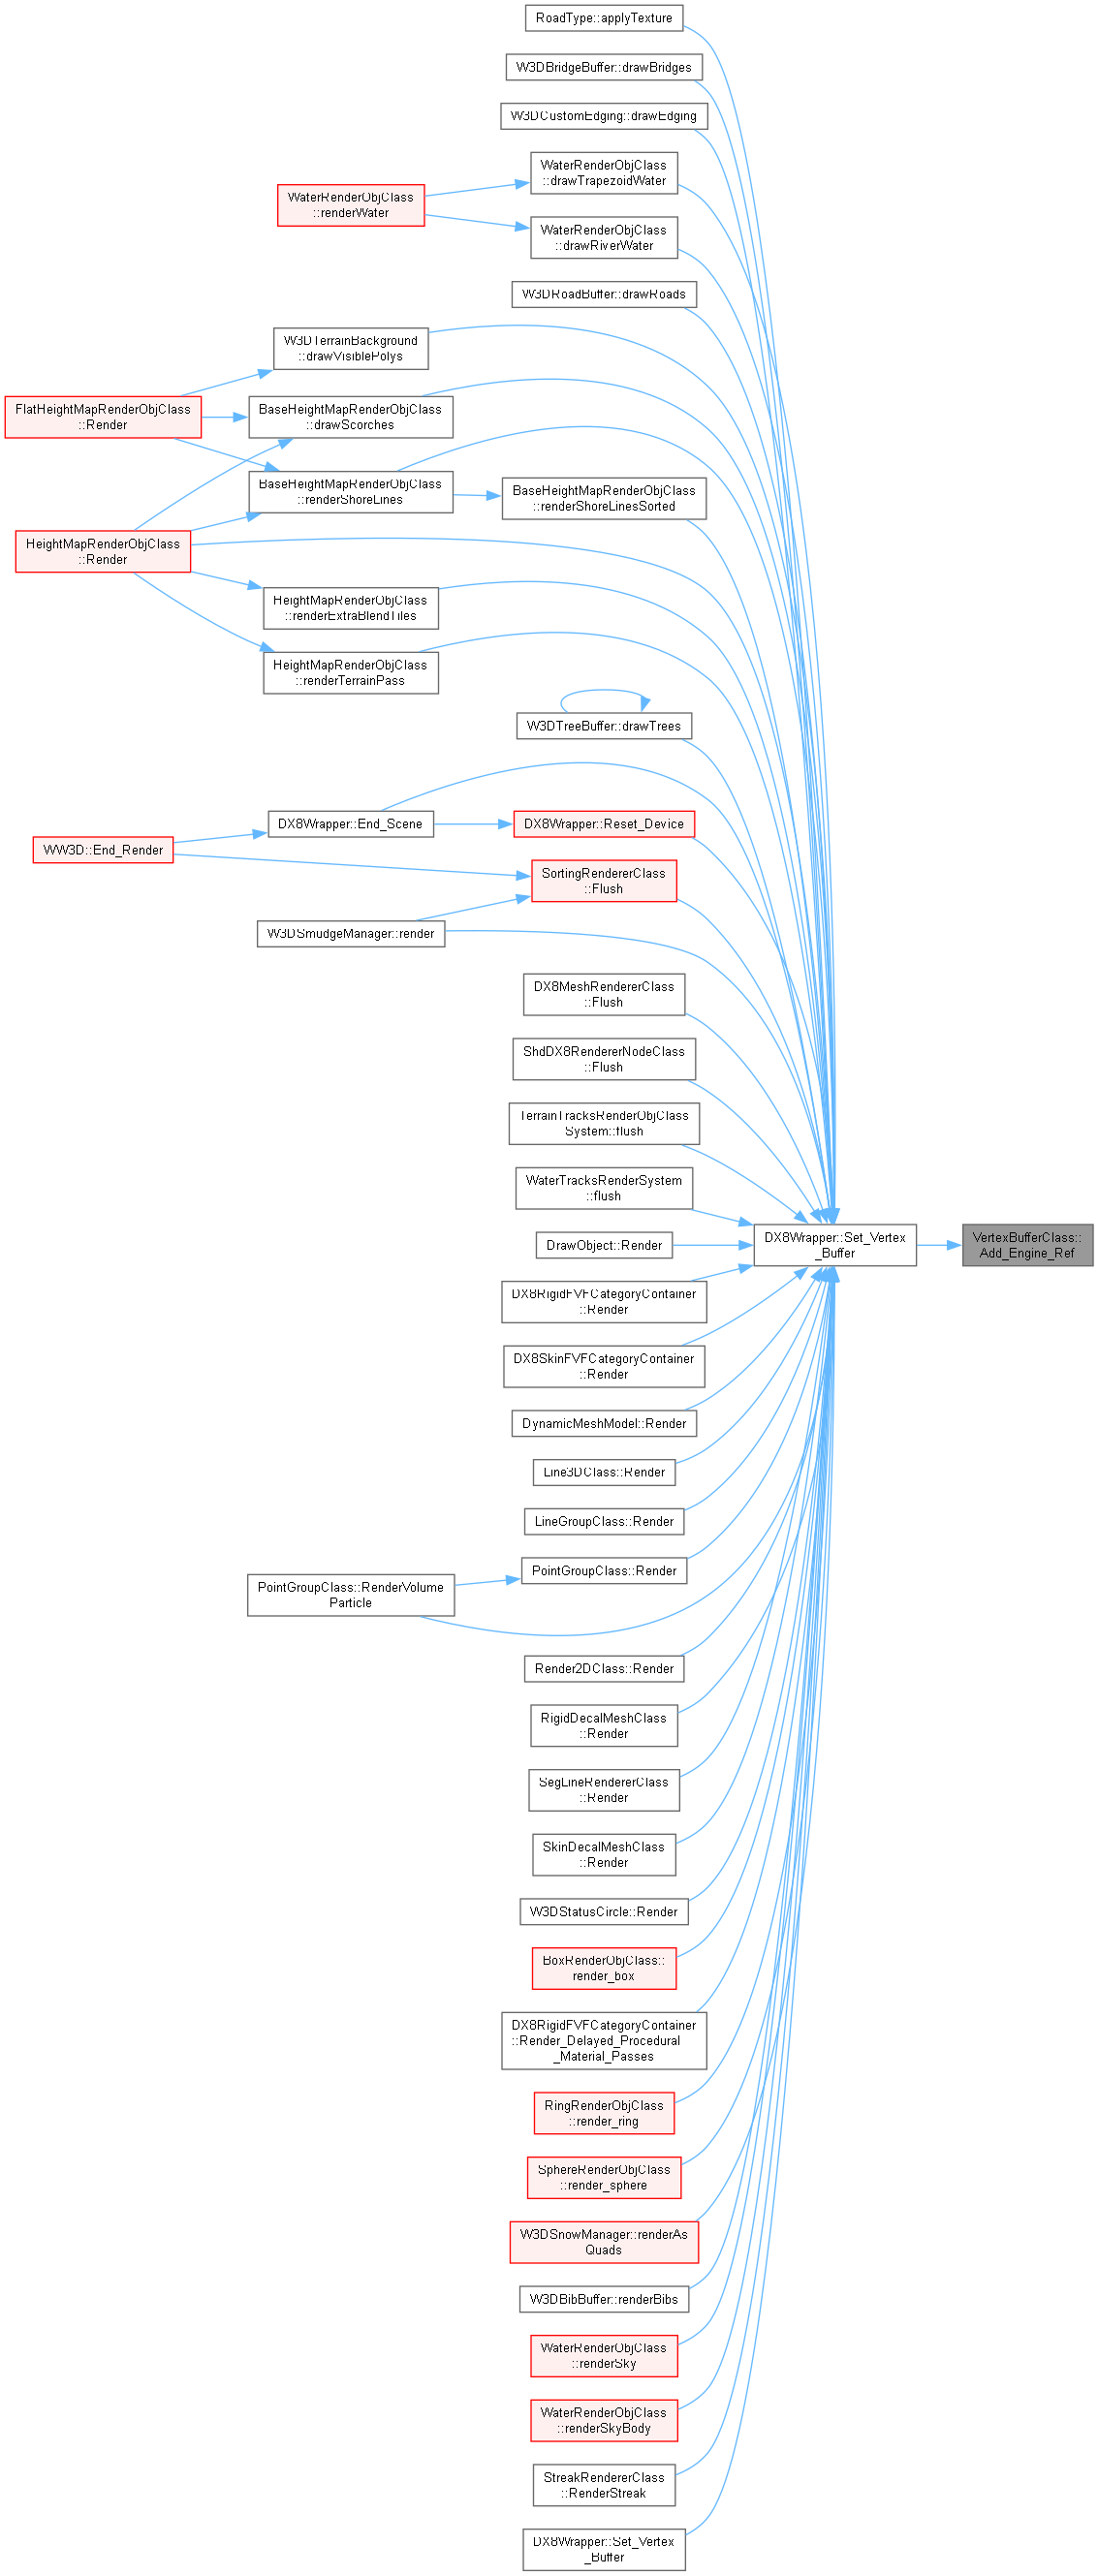 RoadType::applyTexture
W3DBridgeBuffer::drawBridges
W3DCustomEdging::drawEdging
WaterRenderObjClass
::drawTrapezoidWater
WaterRenderObjClass
::renderWater
WaterRenderObjClass
::drawRiverWater
W3DRoadBuffer::drawRoads
W3DTerrainBackground
::drawVisiblePolys
FlatHeightMapRenderObjClass
::Render
BaseHeightMapRenderObjClass
::drawScorches
BaseHeightMapRenderObjClass
::renderShoreLines
BaseHeightMapRenderObjClass
::renderShoreLinesSorted
HeightMapRenderObjClass
::Render
HeightMapRenderObjClass
::renderExtraBlendTiles
HeightMapRenderObjClass
::renderTerrainPass
W3DTreeBuffer::drawTrees
DX8Wrapper::End_Scene
DX8Wrapper::Reset_Device
WW3D::End_Render
SortingRendererClass
::Flush
W3DSmudgeManager::render
DX8MeshRendererClass
::Flush
ShdDX8RendererNodeClass
::Flush
TerrainTracksRenderObjClass
System::flush
WaterTracksRenderSystem
::flush
DX8Wrapper::Set_Vertex
_Buffer
VertexBufferClass::
Add_Engine_Ref
DrawObject::Render
DX8RigidFVFCategoryContainer
::Render
DX8SkinFVFCategoryContainer
::Render
DynamicMeshModel::Render
Line3DClass::Render
LineGroupClass::Render
PointGroupClass::Render
PointGroupClass::RenderVolume
Particle
Render2DClass::Render
RigidDecalMeshClass
::Render
SegLineRendererClass
::Render
SkinDecalMeshClass
::Render
W3DStatusCircle::Render
BoxRenderObjClass::
render_box
DX8RigidFVFCategoryContainer
::Render_Delayed_Procedural
_Material_Passes
RingRenderObjClass
::render_ring
SphereRenderObjClass
::render_sphere
W3DSnowManager::renderAs
Quads
W3DBibBuffer::renderBibs
WaterRenderObjClass
::renderSky
WaterRenderObjClass
::renderSkyBody
StreakRendererClass
::RenderStreak
DX8Wrapper::Set_Vertex
_Buffer